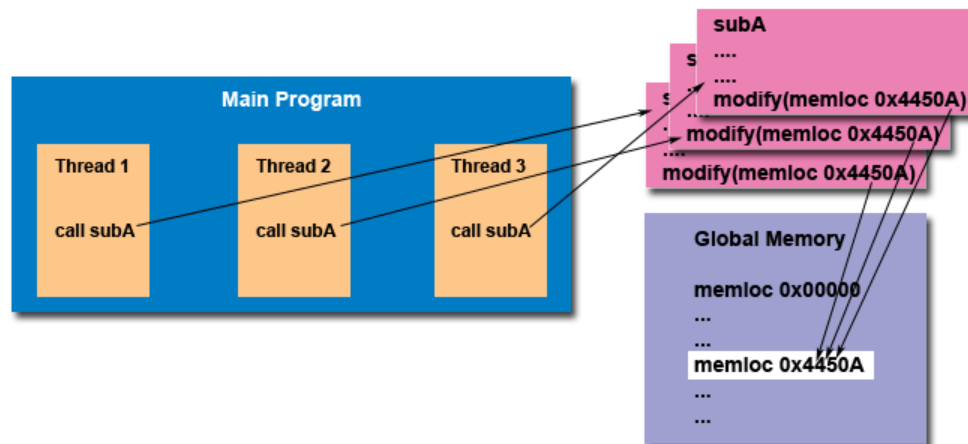 Main Program
Thread 1
call subA
Thread 2
call subA
Thread 3
call subA
subA
....
....
modify(memloc 0x4450A)
s
..
....
modify(memloc 0x4450A)
s
.
....
modify(memloc 0x4450A)
Global Memory
memloc 0x00000
...
...
memloc 0x4450A
...
...